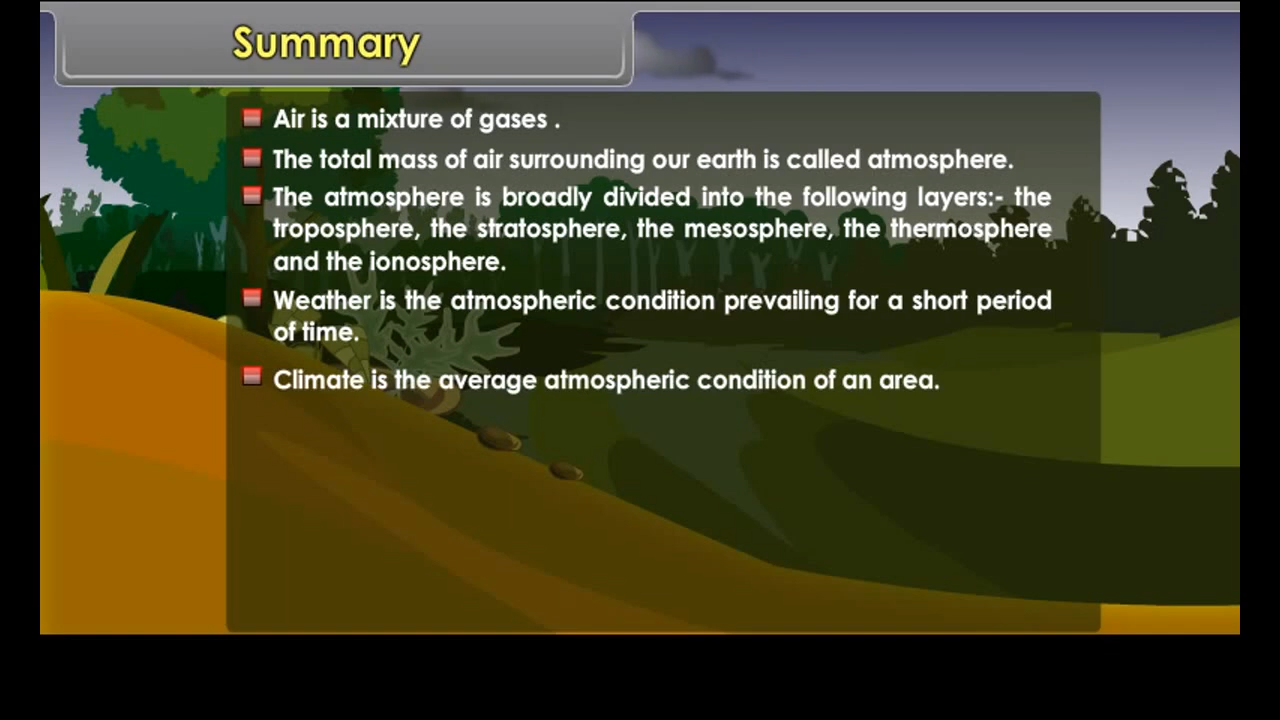 Summary
Air is a mixture of gases .
The total mass of air surrounding our earth is called atmosphere.
The atmosphere is broadly divided into the following layers:- the
troposphere, the stratosphere, the mesosphere, the thermosphere
and the ionosphere.
Weather is the atmospheric condition prevailing for a short period
of time.
Climate is the average atmospheric condition of an area.